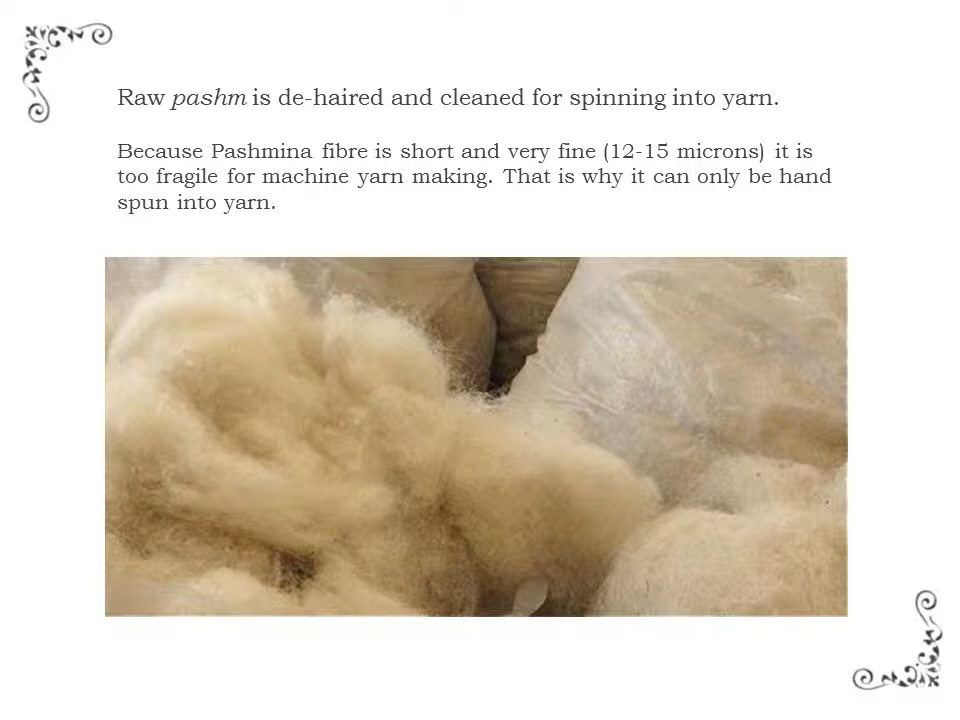 Raw pashm is de-haired and cleaned for spinning into yarn.
Because Pashmina fibre is short and very fine (12-15 microns) it is
too fragile for machine yarn making. That is why it can only be hand
spun into yarn.